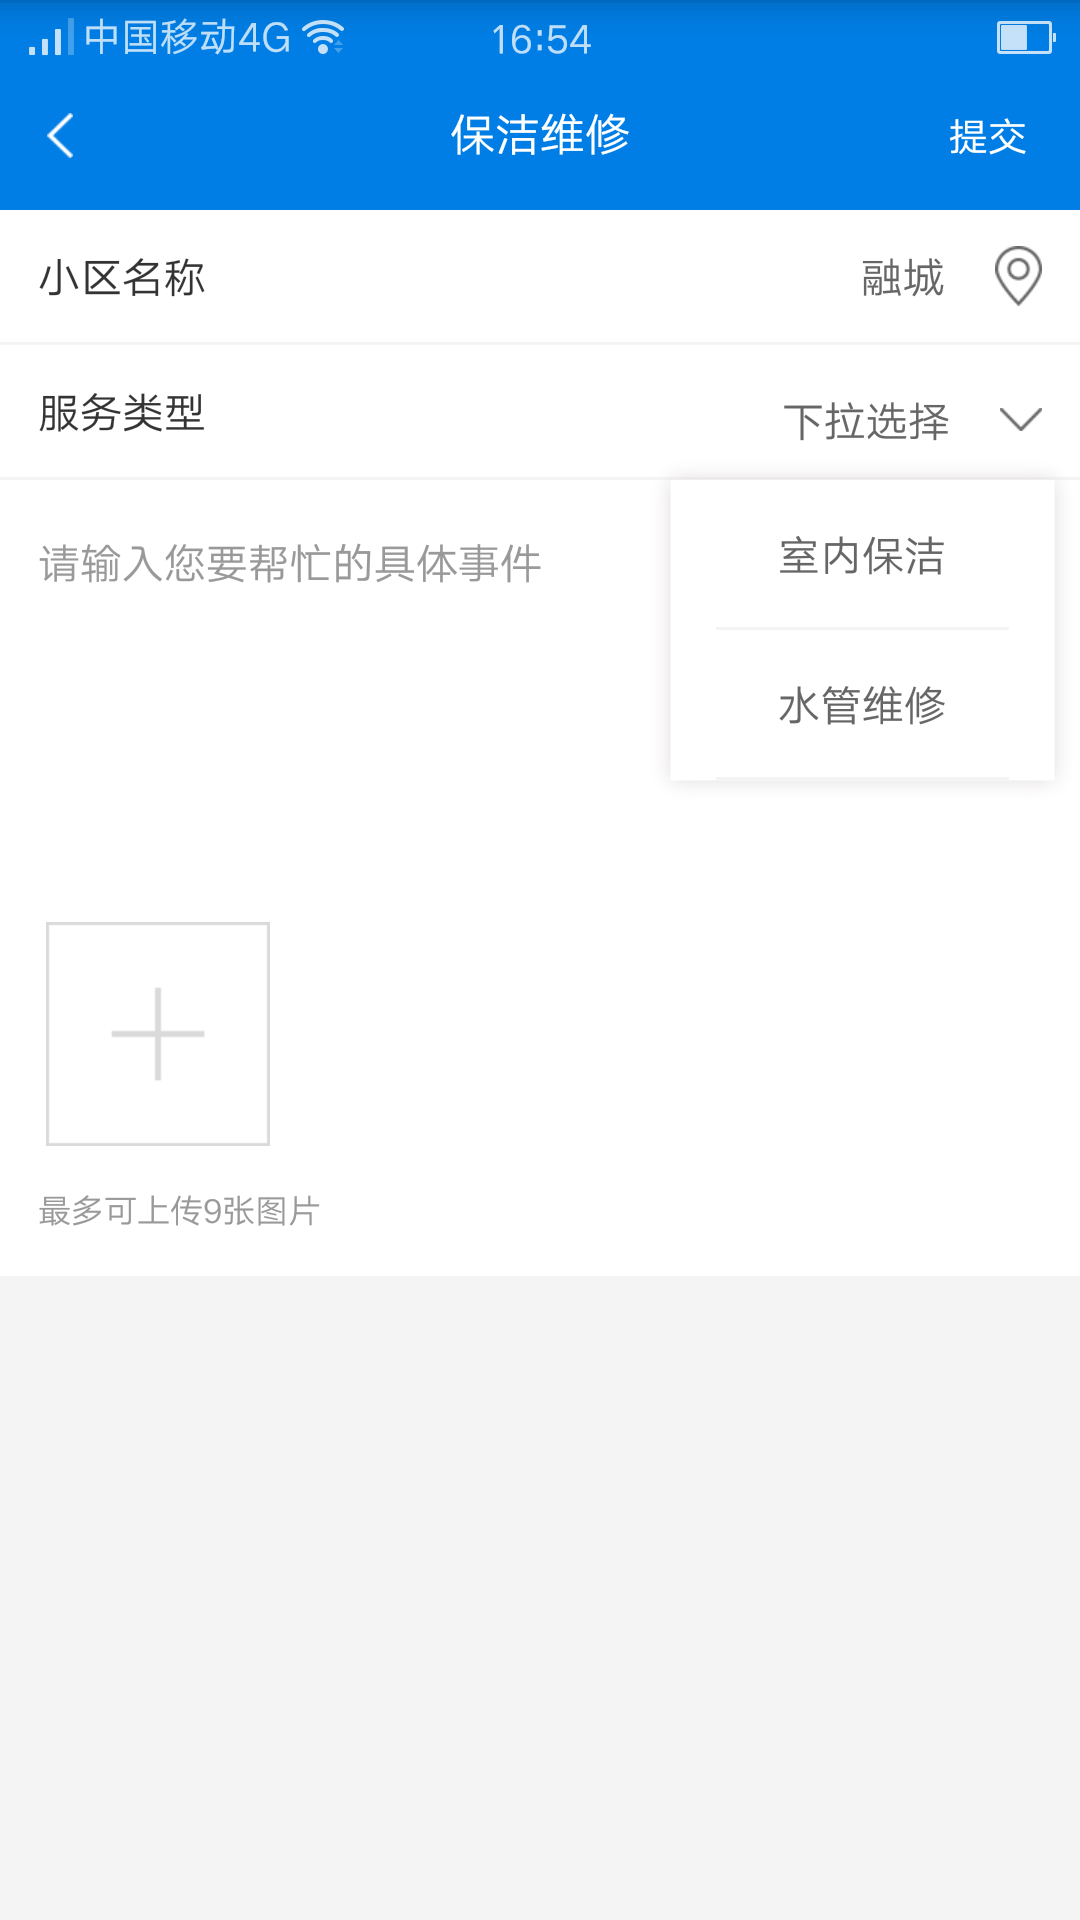 中国移动4G 16:54
保洁维修 提交
小区名称 融城
服务类型 下拉选择
请输入您要帮忙的具体事件
室内保洁
水管维修
最多可上传9张图片